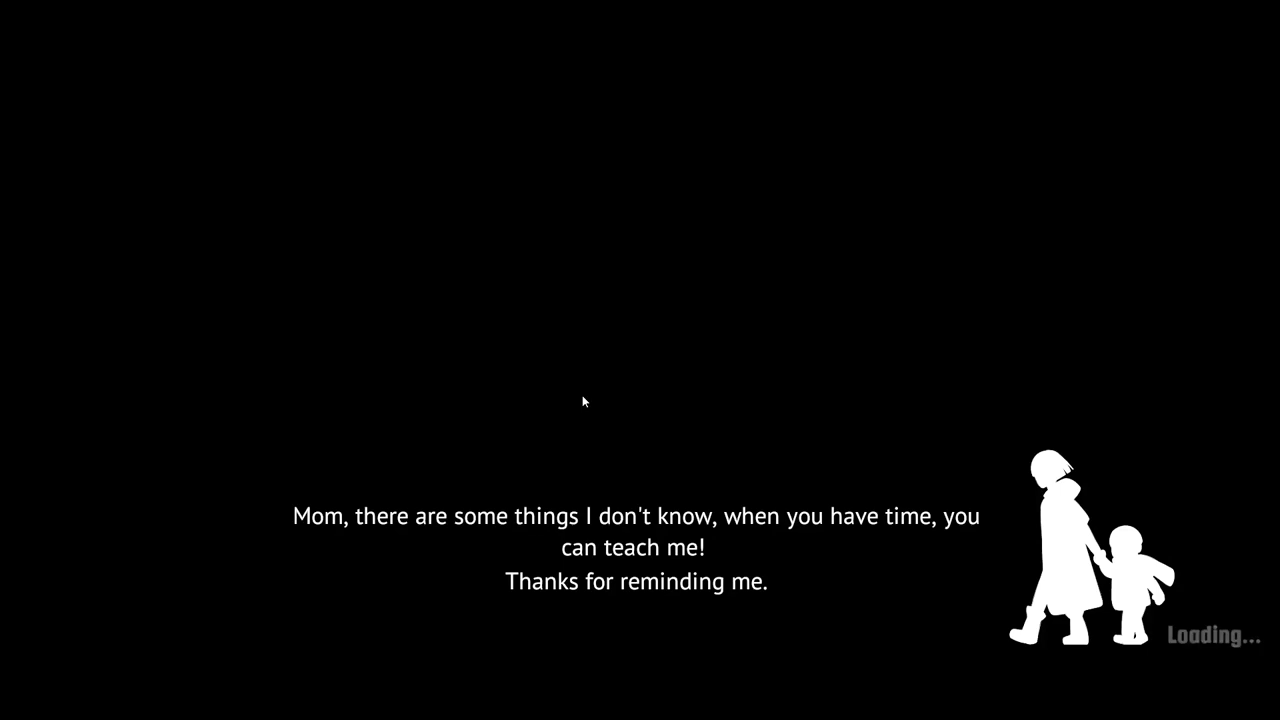 Mom, there are some things I don't know, when you have time, you
can teach me!
Thanks for reminding me.
Loading...